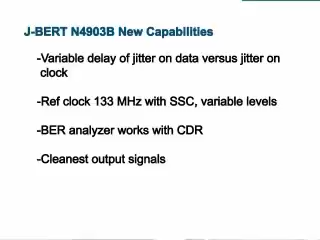 J-BERT N4903B New Capabilities
-Variable delay of jitter on data versus jitter on
clock
-Ref clock 133 MHz with SSC, variable levels
-BER analyzer works with CDR
-Cleanest output signals